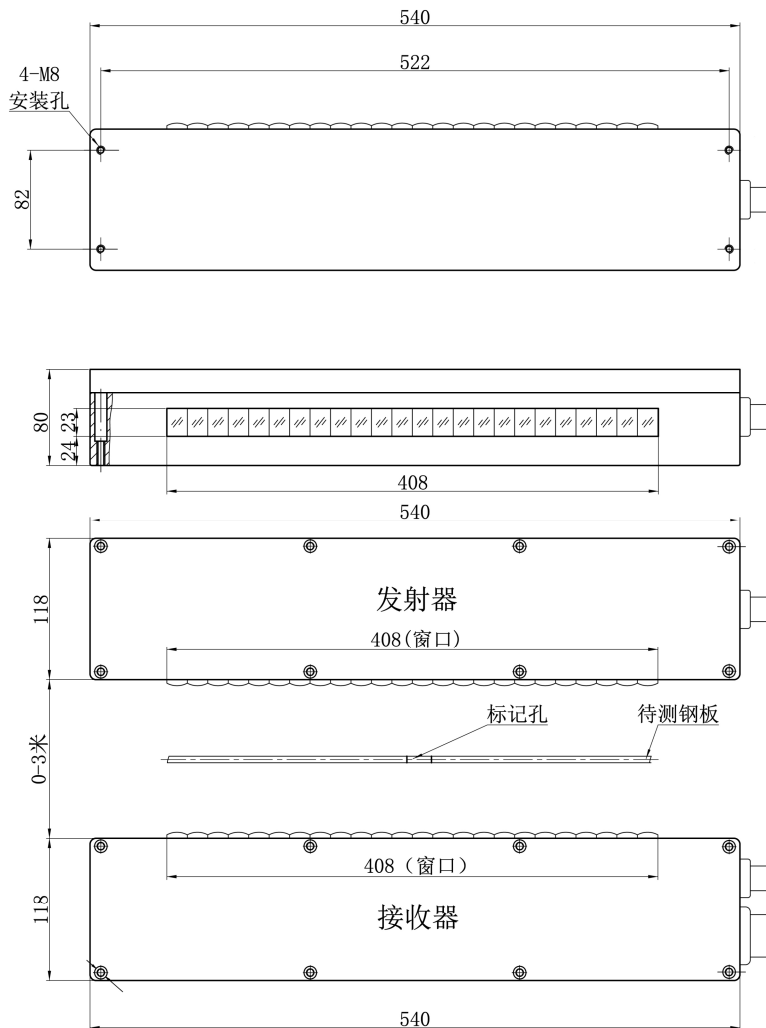 540
522
4-M8
安装孔
82
80
23
24
408
540
118
发射器
408(窗口)
标记孔
待测钢板
0-3米
408（窗口）
118
接收器
540